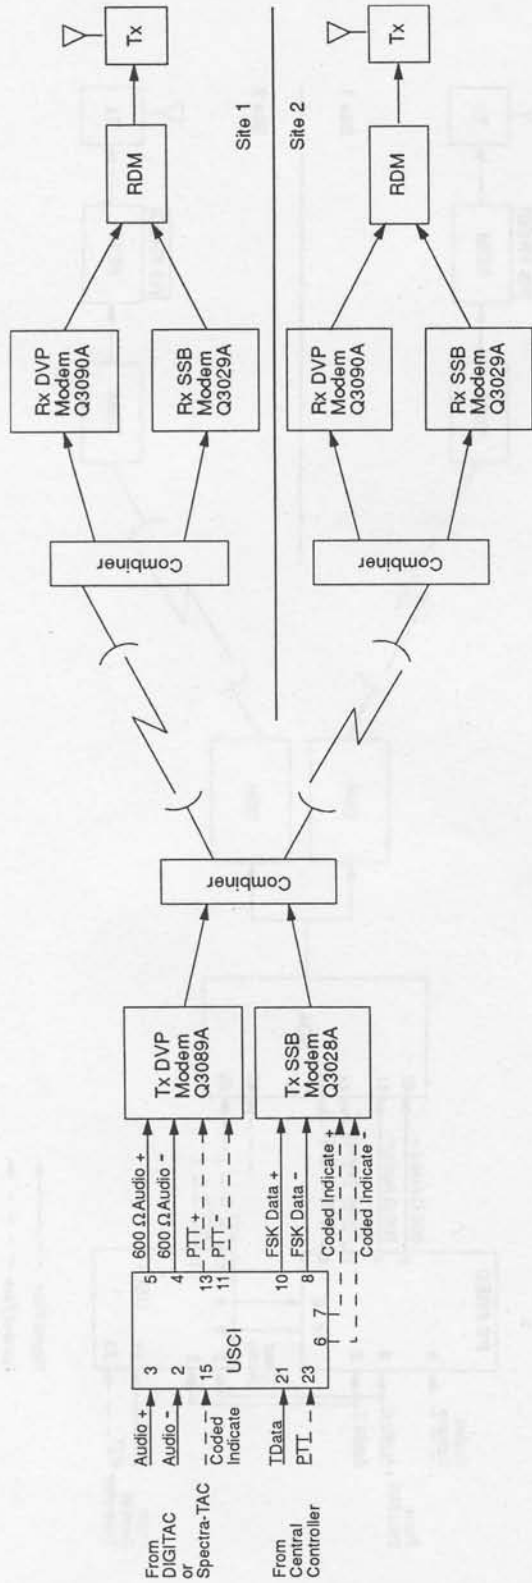 From
DIGITAC
or
Spectra-TAC
Audio +
Audio -
Coded
Indicate
3
2
15
From
Central
Controller
TData
PTT
21
23
USCI
5
4
13
11
10
8
6
7
600 Ω Audio +
600 Ω Audio -
PTT +
PTT -
FSK Data +
FSK Data -
Coded Indicate +
Coded Indicate -
Tx DVP
Modem
Q3089A
Tx SSB
Modem
Q3028A
Combiner
Combiner
Rx DVP
Modem
Q3090A
Rx SSB
Modem
Q3029A
RDM
Tx
Site 1
Site 2
Combiner
Rx DVP
Modem
Q3090A
Rx SSB
Modem
Q3029A
RDM
Tx